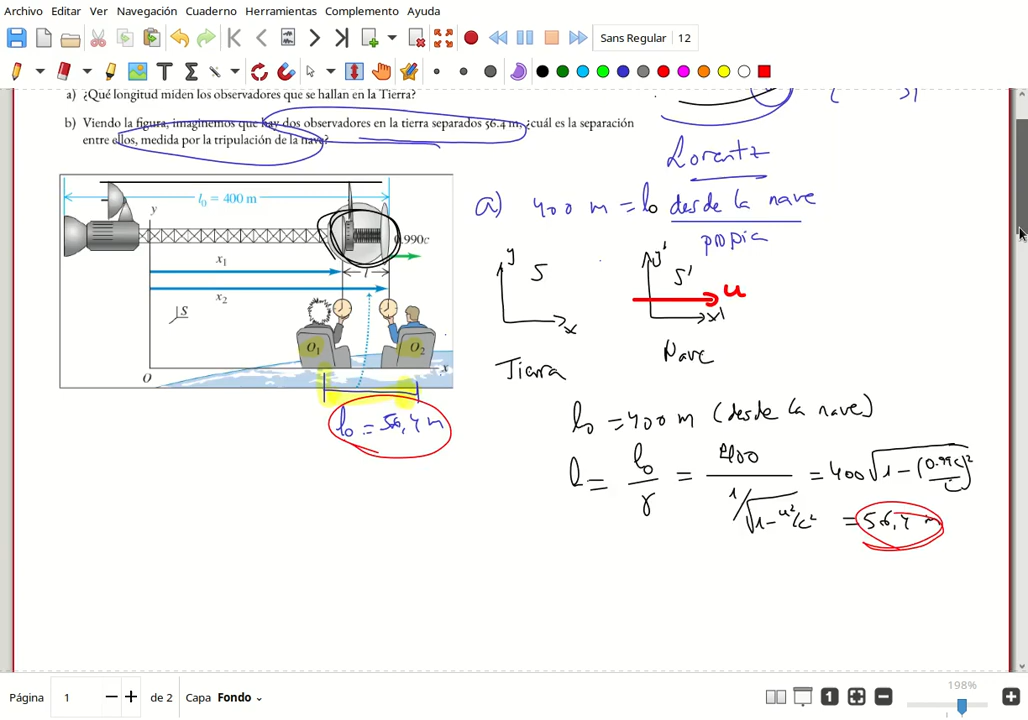 Archivo Editar Ver Navegación Cuaderno Herramientas Complemento Ayuda
Sans Regular 12
a) ¿Qué longitud miden los observadores que se hallan en la Tierra?
b) Viendo la figura, imaginemos que hay dos observadores en la tierra separados 56.4 m, ¿cuál es la separación
entre ellos, medida por la tripulación de la nave?
Lorentz
a) 400 m = l₀ desde la nave
propia
l₀ = 400 m
y
0.990c
x₁
l
x₂
S
O₁ O₂
O x
l₀ = 56,4 m
y S x
Tierra
y' S' u x'
Nave
l₀ = 400 m (desde la nave)
l = l₀/γ = 400/(1/√(1-u²/c²)) = 400 √(1-(0.99c/c)²)
= 56,4 m
Página 1 de 2 Capa Fondo 198%